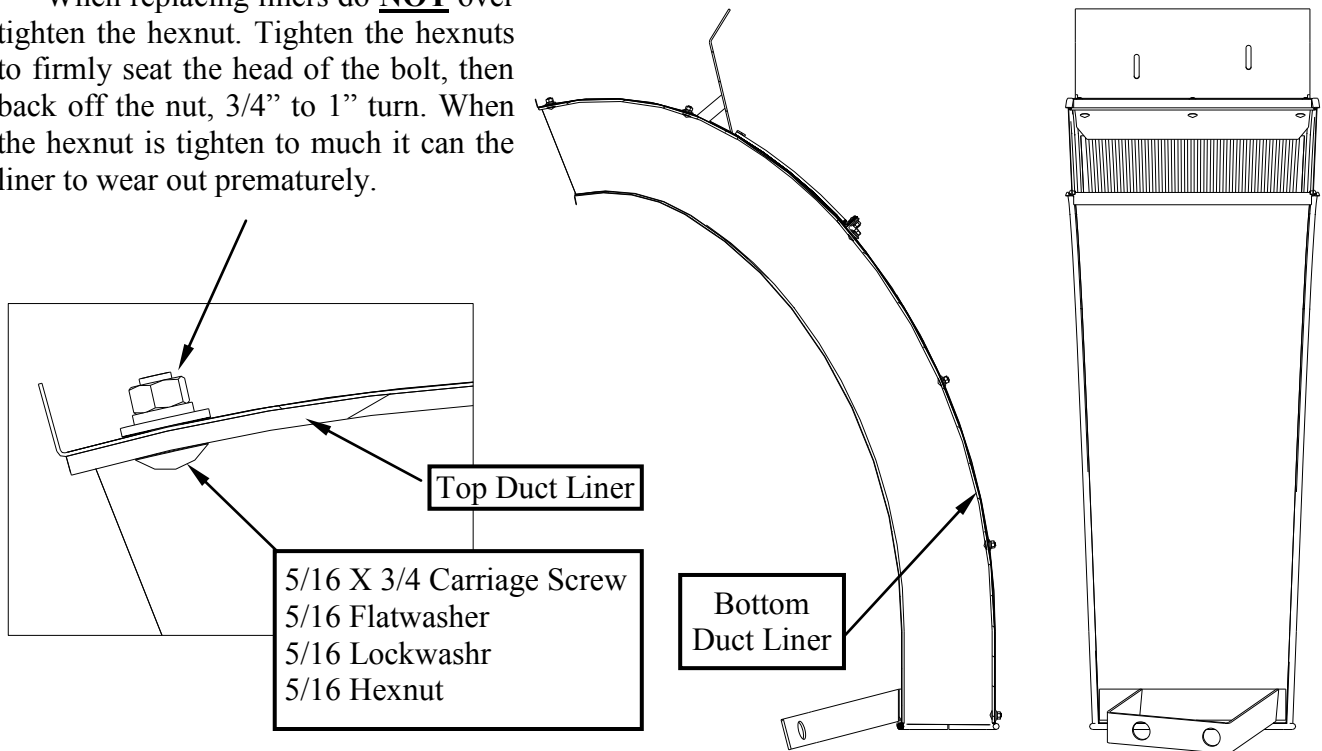 When replacing liners do NOT over
tighten the hexnut. Tighten the hexnuts
to firmly seat the head of the bolt, then
back off the nut, 3/4” to 1” turn. When
the hexnut is tighten to much it can the
liner to wear out prematurely.
Top Duct Liner
5/16 X 3/4 Carriage Screw
5/16 Flatwasher
5/16 Lockwashr
5/16 Hexnut
Bottom
Duct Liner